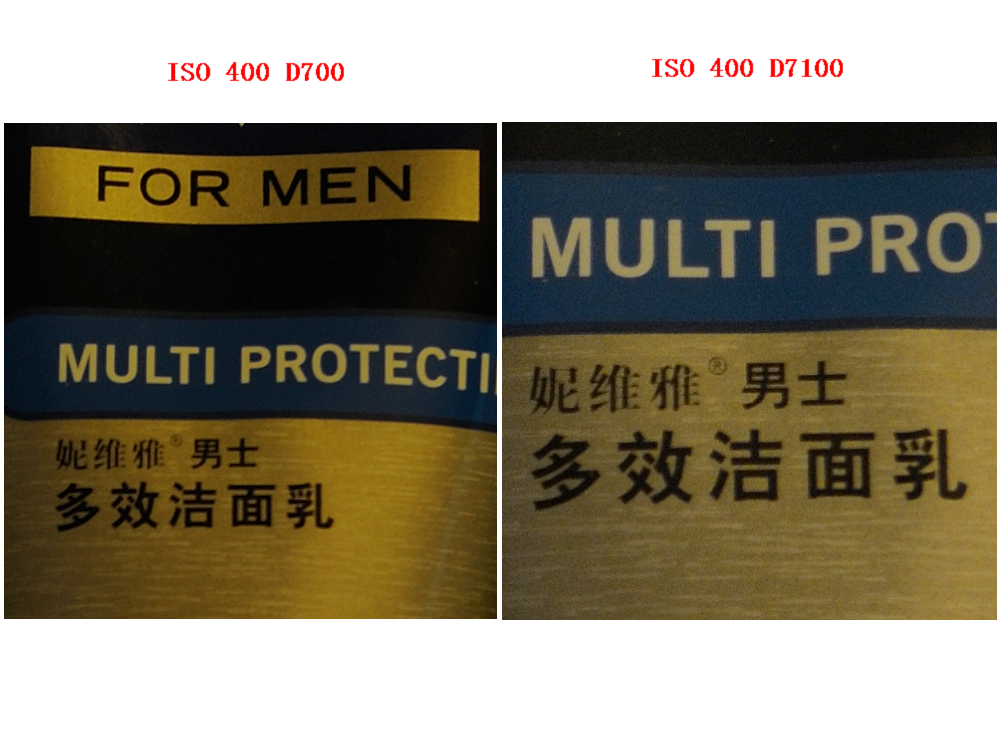 ISO 400 D700
FOR MEN
MULTI PROTECTI
妮维雅® 男士
多效洁面乳
ISO 400 D7100
MULTI PROT
妮维雅® 男士
多效洁面乳